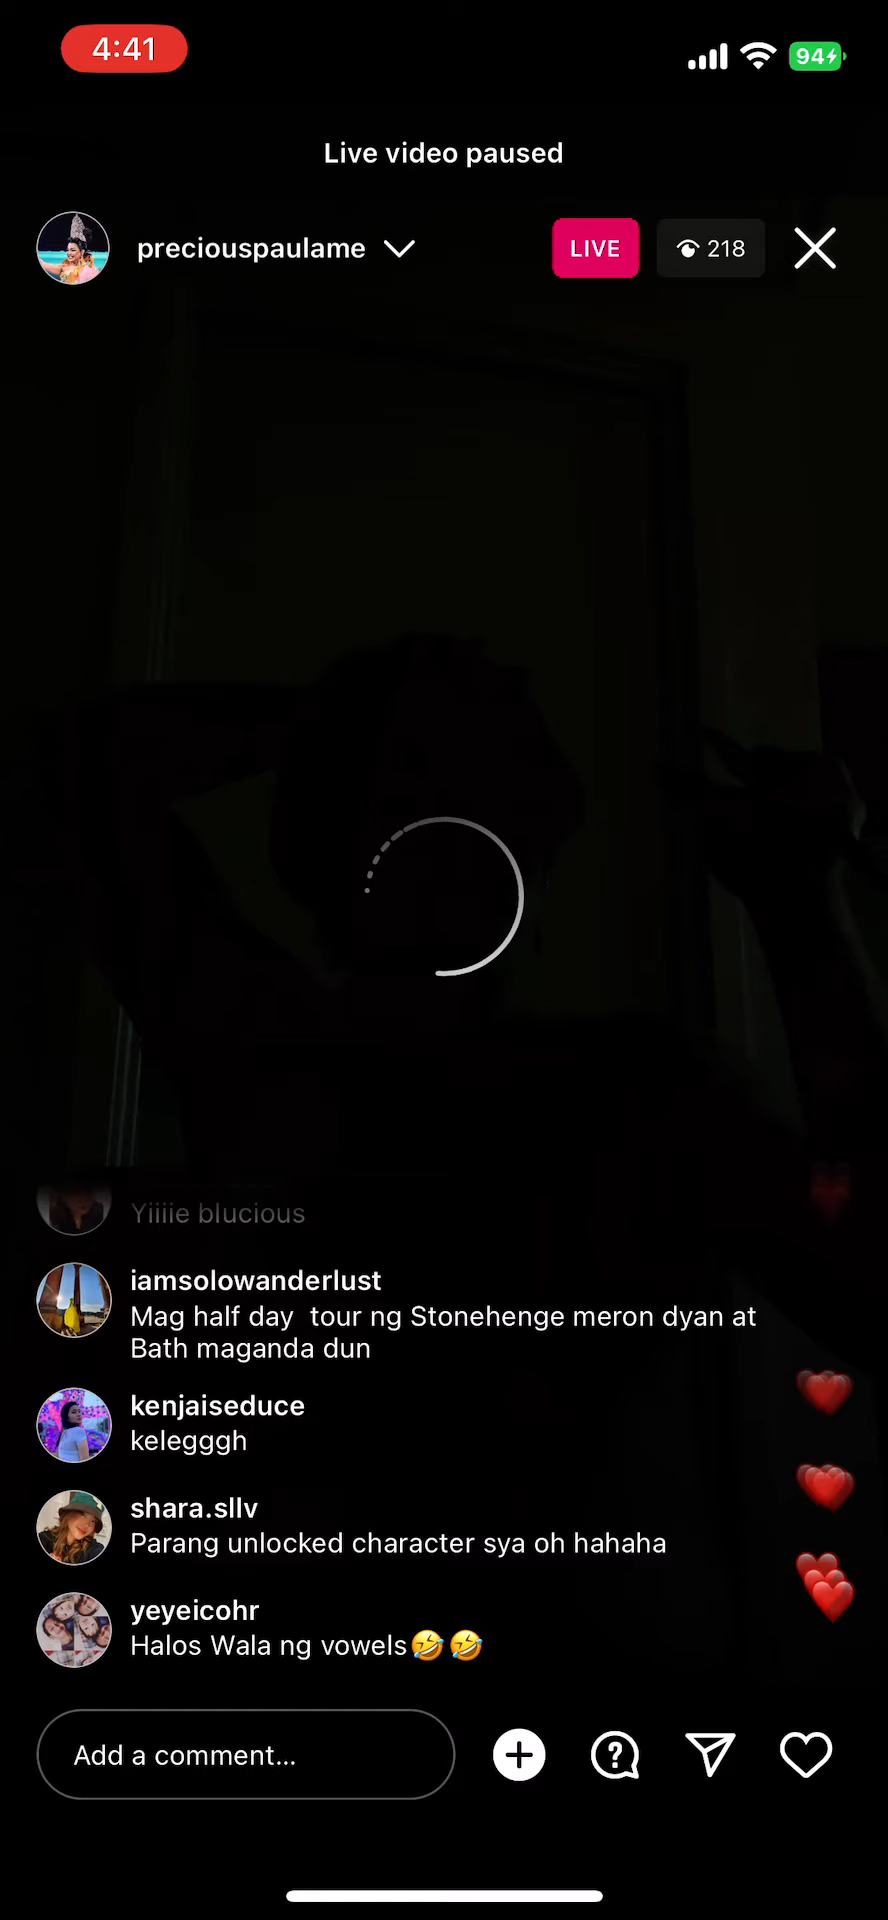 4:41
94
Live video paused
preciouspaulame
LIVE
218
Yiiiie blucious
iamsolowanderlust
Mag half day  tour ng Stonehenge meron dyan at
Bath maganda dun
kenjaiseduce
kelegggh
shara.sllv
Parang unlocked character sya oh hahaha
yeyeicohr
Halos Wala ng vowels🤣🤣
Add a comment...